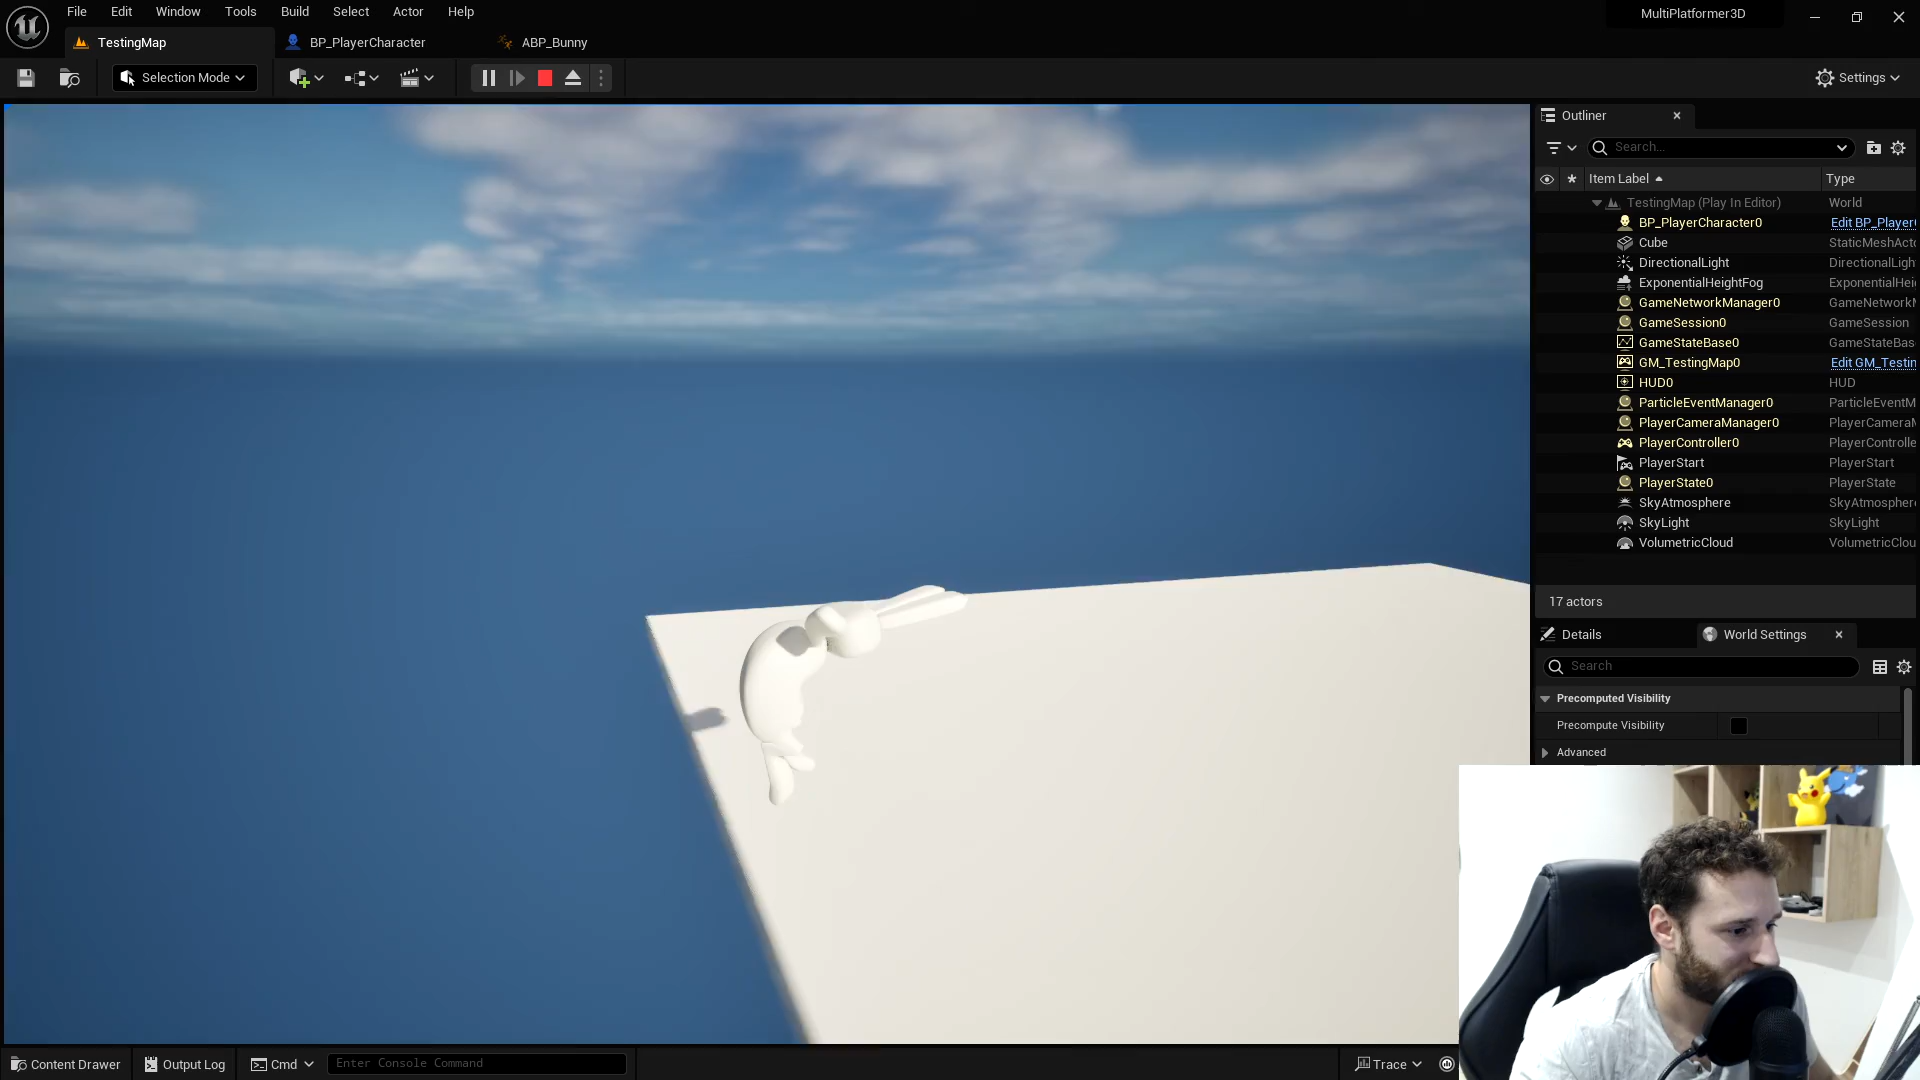 File Edit Window Tools Build Select Actor Help
MultiPlatformer3D
TestingMap
BP_PlayerCharacter
ABP_Bunny
Selection Mode
Settings
Outliner
Search...
Item Label
Type
TestingMap (Play In Editor) World
BP_PlayerCharacter0 Edit BP_Player
Cube StaticMeshActo
DirectionalLight DirectionalLigh
ExponentialHeightFog ExponentialHei
GameNetworkManager0 GameNetworkM
GameSession0 GameSession
GameStateBase0 GameStateBas
GM_TestingMap0 Edit GM_Testin
HUD0 HUD
ParticleEventManager0 ParticleEventM
PlayerCameraManager0 PlayerCameraM
PlayerController0 PlayerControlle
PlayerStart PlayerStart
PlayerState0 PlayerState
SkyAtmosphere SkyAtmosphere
SkyLight SkyLight
VolumetricCloud VolumetricClou
17 actors
Details
World Settings
Search
Precomputed Visibility
Precompute Visibility
Advanced
Content Drawer
Output Log
Cmd
Enter Console Command
Trace